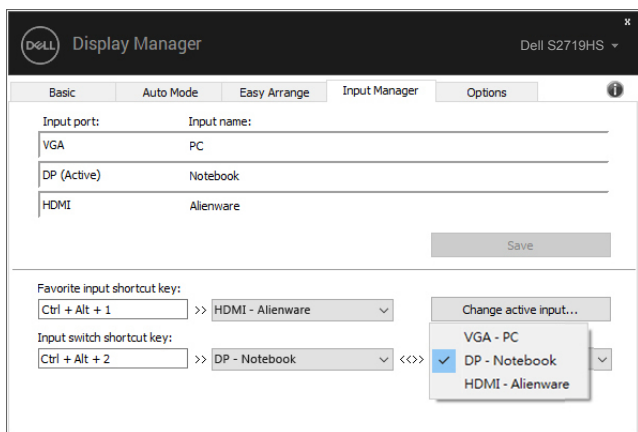 DELL Display Manager
x
Dell S2719HS
Basic Auto Mode Easy Arrange Input Manager Options i
Input port: Input name:
VGA PC
DP (Active) Notebook
HDMI Alienware
Save
Favorite input shortcut key:
Ctrl + Alt + 1 >> HDMI - Alienware Change active input...
Input switch shortcut key:
Ctrl + Alt + 2 >> DP - Notebook <<>>
VGA - PC
DP - Notebook
HDMI - Alienware